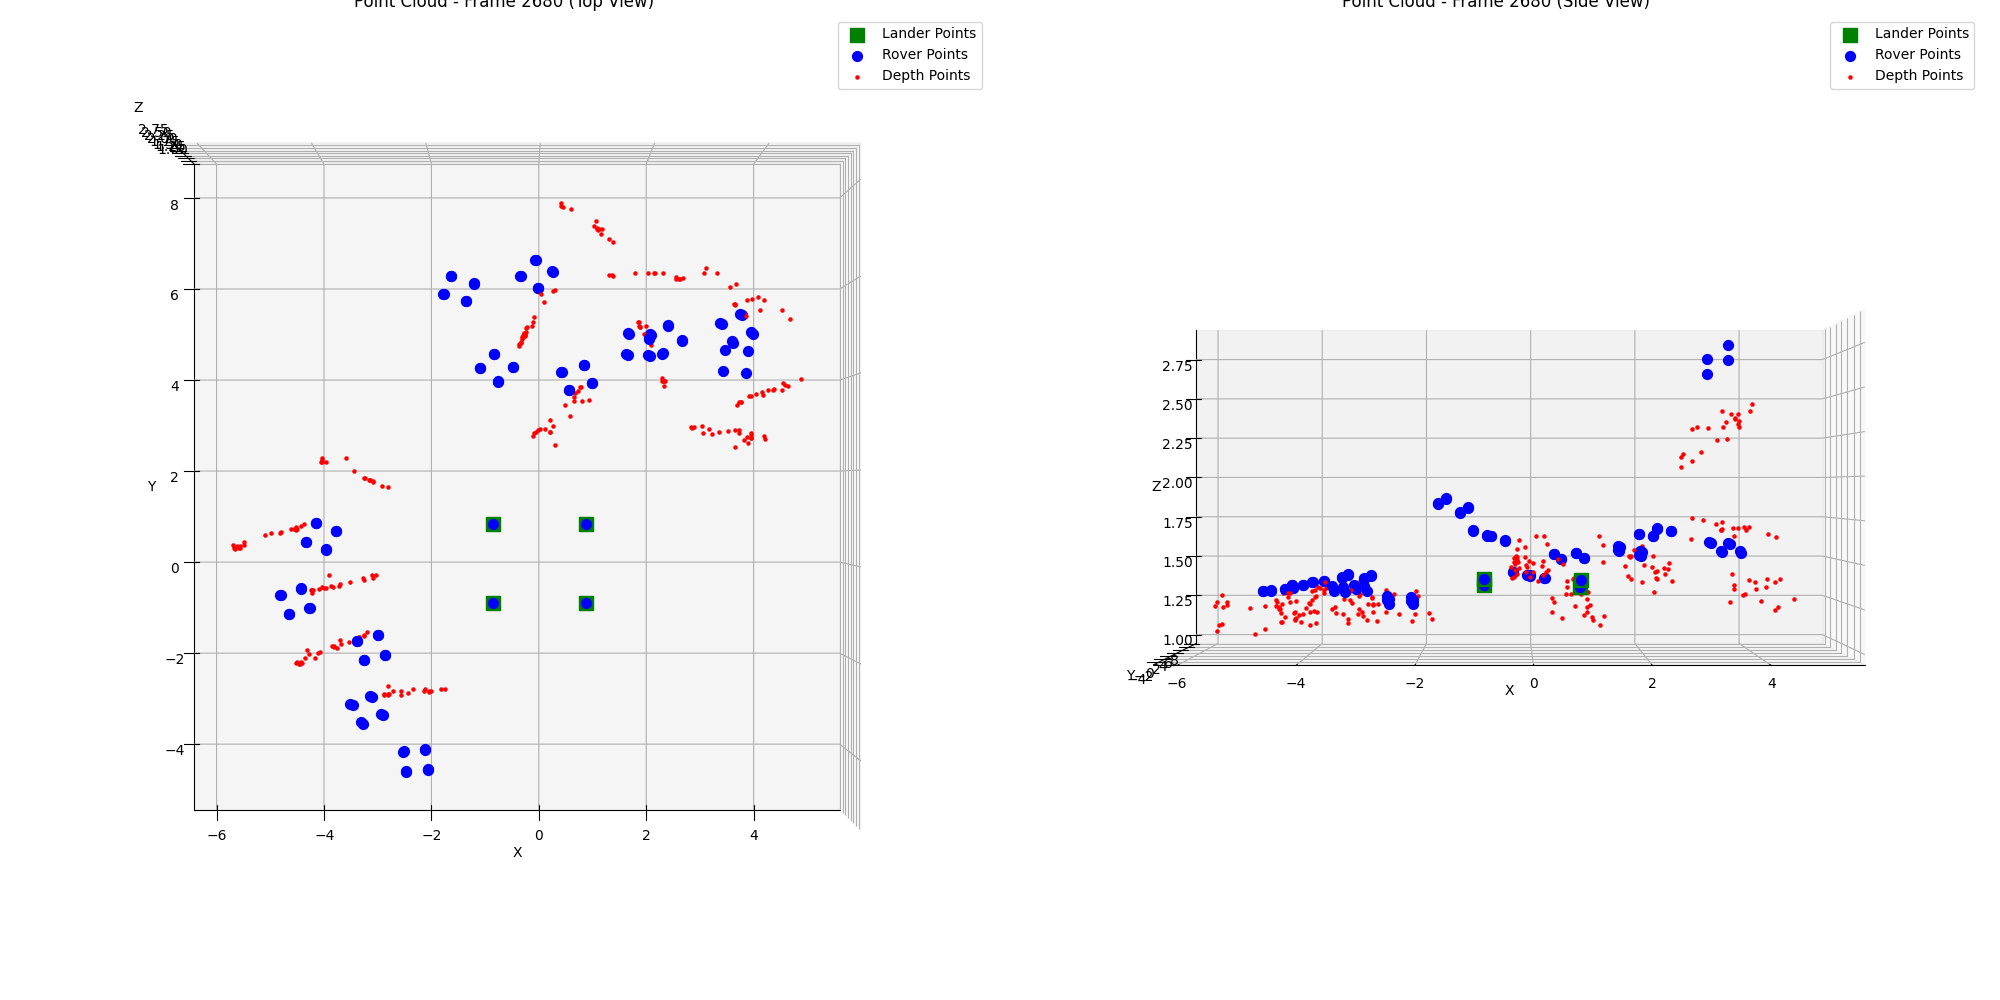 Point Cloud - Frame 2680 (Top View)
Lander Points
Rover Points
Depth Points
Z
2.75
8
6
4
2
0
−2
−4
Y
−6
−4
−2
0
2
4
X
Point Cloud - Frame 2680 (Side View)
Lander Points
Rover Points
Depth Points
2.75
2.50
2.25
2.00
1.75
1.50
1.25
1.00
Z
Y
−6
−4
−2
0
2
4
X